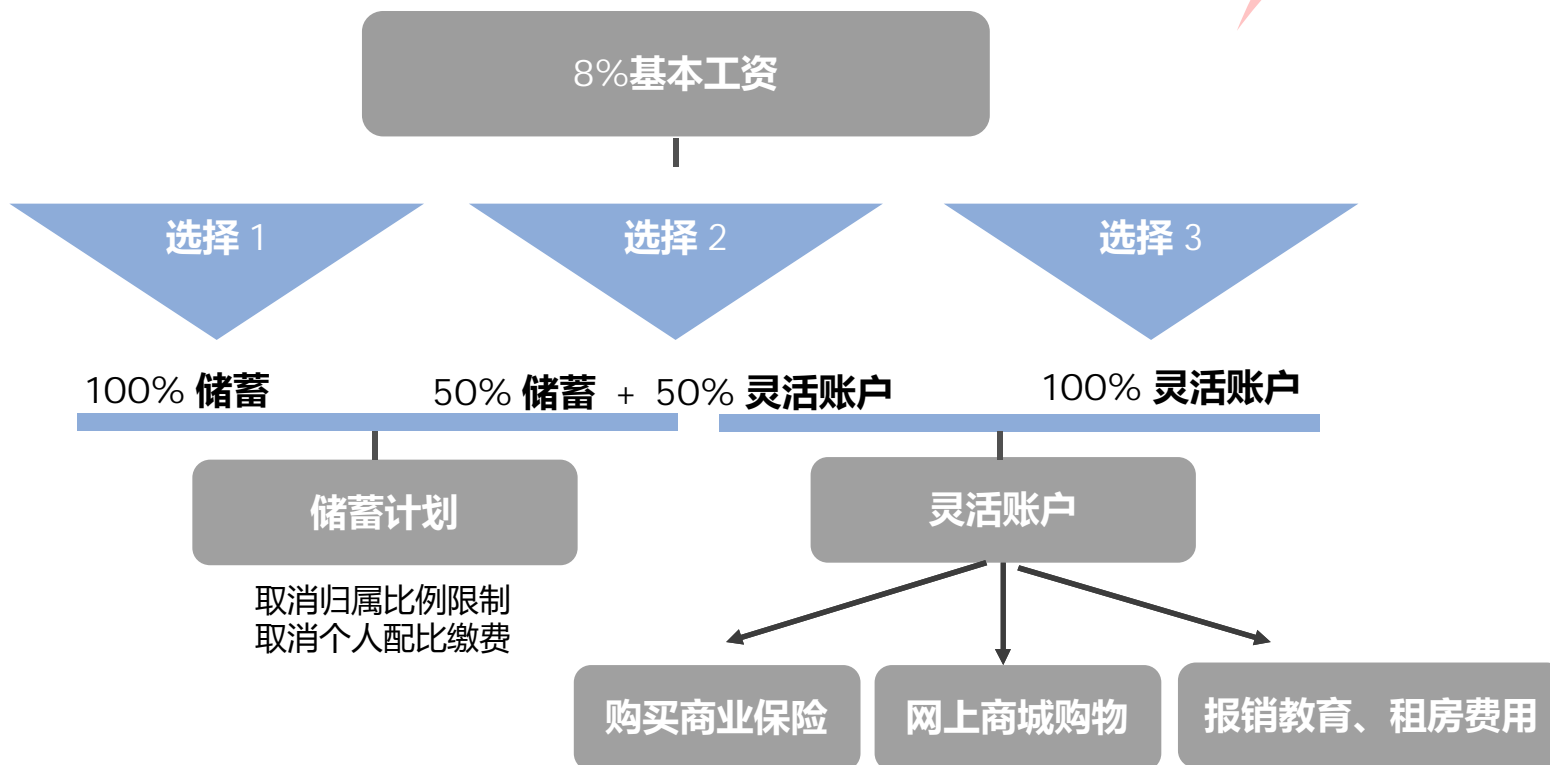 8%基本工资
选择 1
选择 2
选择 3
100% 储蓄
50% 储蓄 + 50% 灵活账户
100% 灵活账户
储蓄计划
灵活账户
取消归属比例限制
取消个人配比缴费
购买商业保险
网上商城购物
报销教育、租房费用